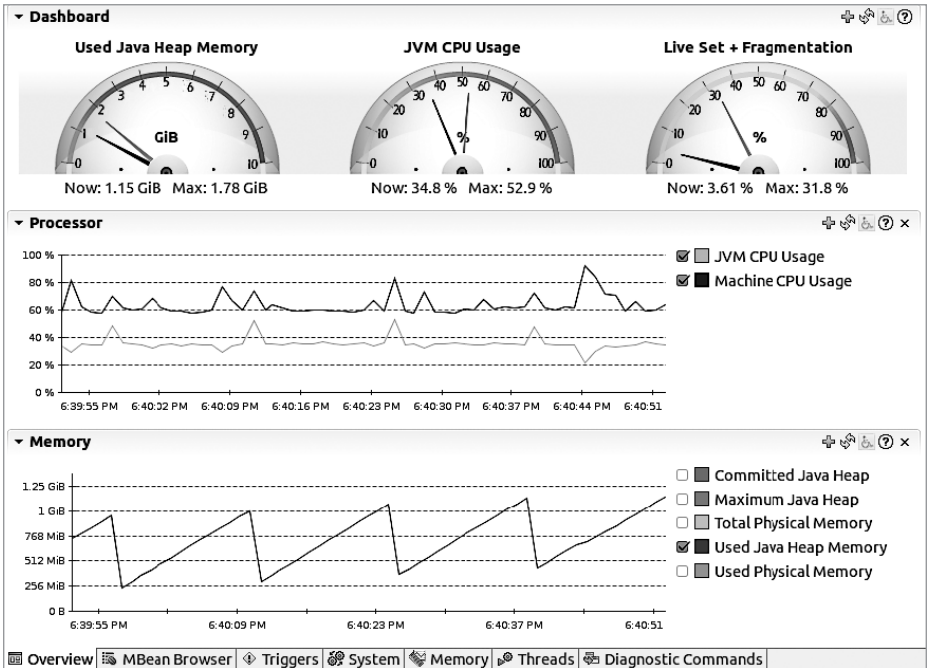 Dashboard
Used Java Heap Memory
JVM CPU Usage
Live Set + Fragmentation
0 1 2 3 4 5 6 7 8 9 10
GiB
0 10 20 30 40 50 60 70 80 90 100
%
0 10 20 30 40 50 60 70 80 90 100
%
Now: 1.15 GiB Max: 1.78 GiB
Now: 34.8 % Max: 52.9 %
Now: 3.61 % Max: 31.8 %
Processor
100 %
80 %
60 %
40 %
20 %
0 %
6:39:55 PM 6:40:02 PM 6:40:09 PM 6:40:16 PM 6:40:23 PM 6:40:30 PM 6:40:37 PM 6:40:44 PM 6:40:51
JVM CPU Usage
Machine CPU Usage
Memory
1.25 GiB
1 GiB
768 MiB
512 MiB
256 MiB
0 B
6:39:55 PM 6:40:09 PM 6:40:23 PM 6:40:37 PM 6:40:51
Committed Java Heap
Maximum Java Heap
Total Physical Memory
Used Java Heap Memory
Used Physical Memory
Overview MBean Browser Triggers System Memory Threads Diagnostic Commands